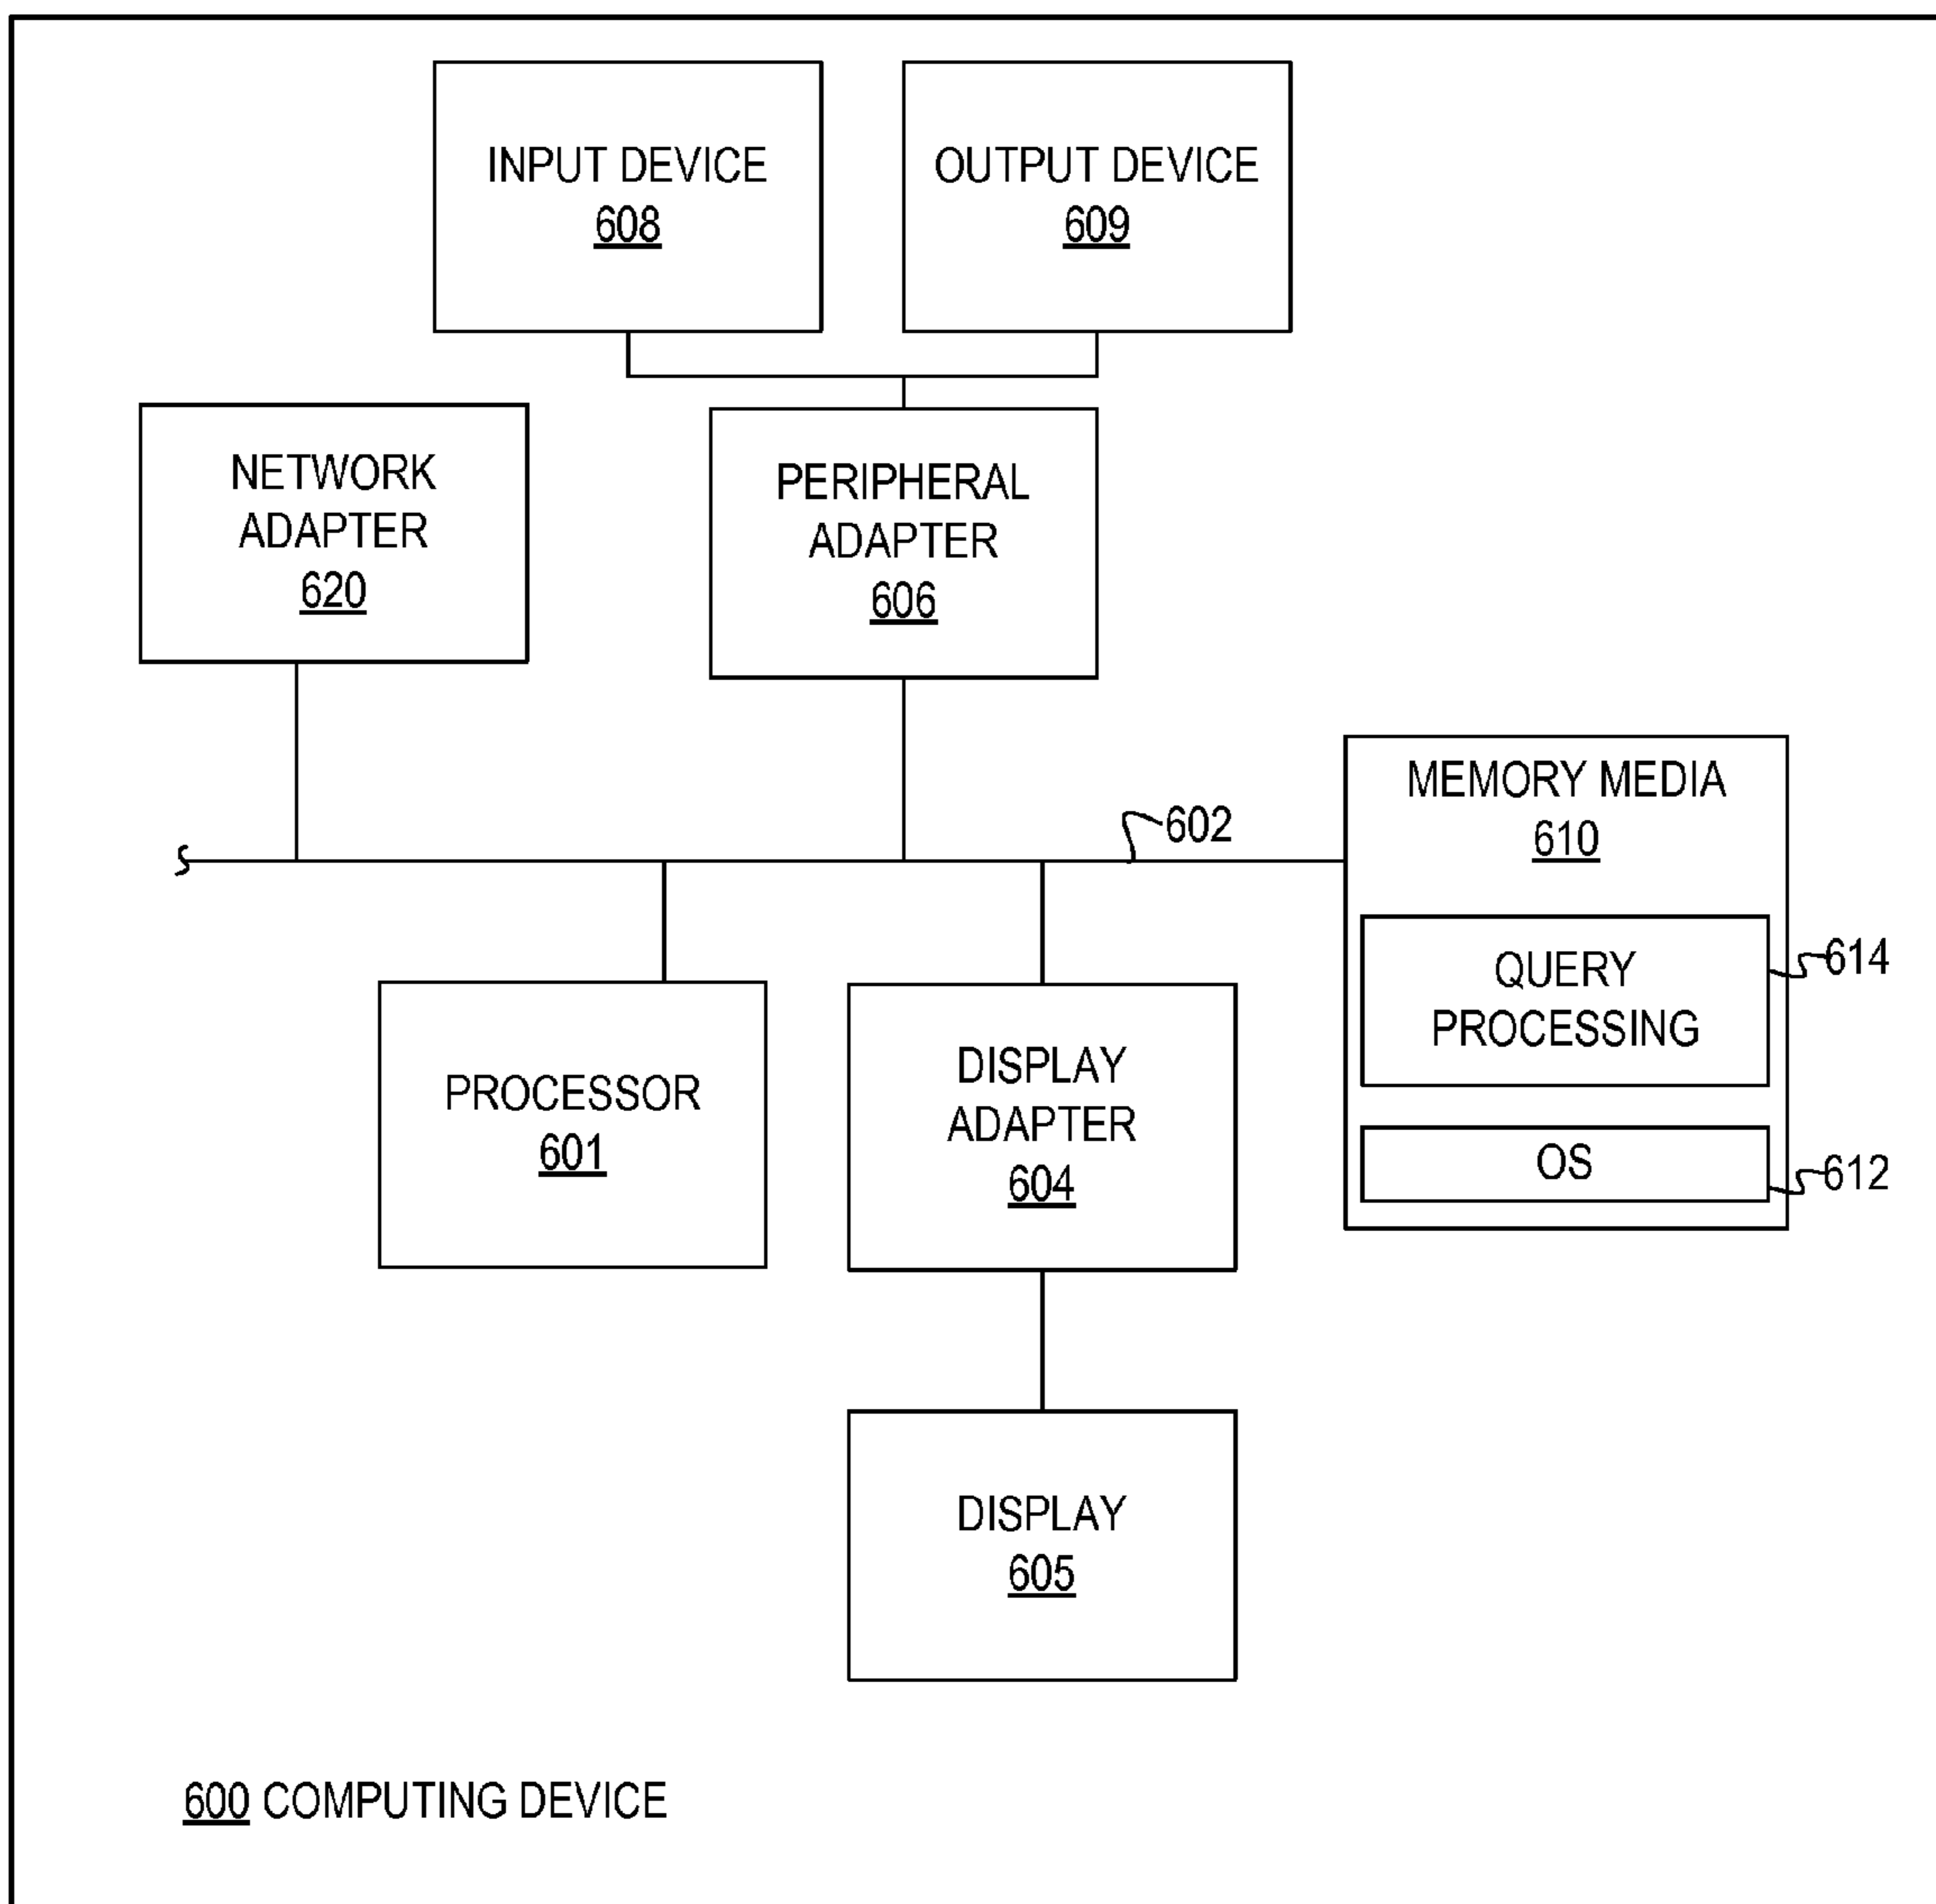 INPUT DEVICE
608
OUTPUT DEVICE
609
NETWORK
ADAPTER
620
PERIPHERAL
ADAPTER
606
602
MEMORY MEDIA
610
QUERY
PROCESSING
614
OS
612
PROCESSOR
601
DISPLAY
ADAPTER
604
DISPLAY
605
600 COMPUTING DEVICE